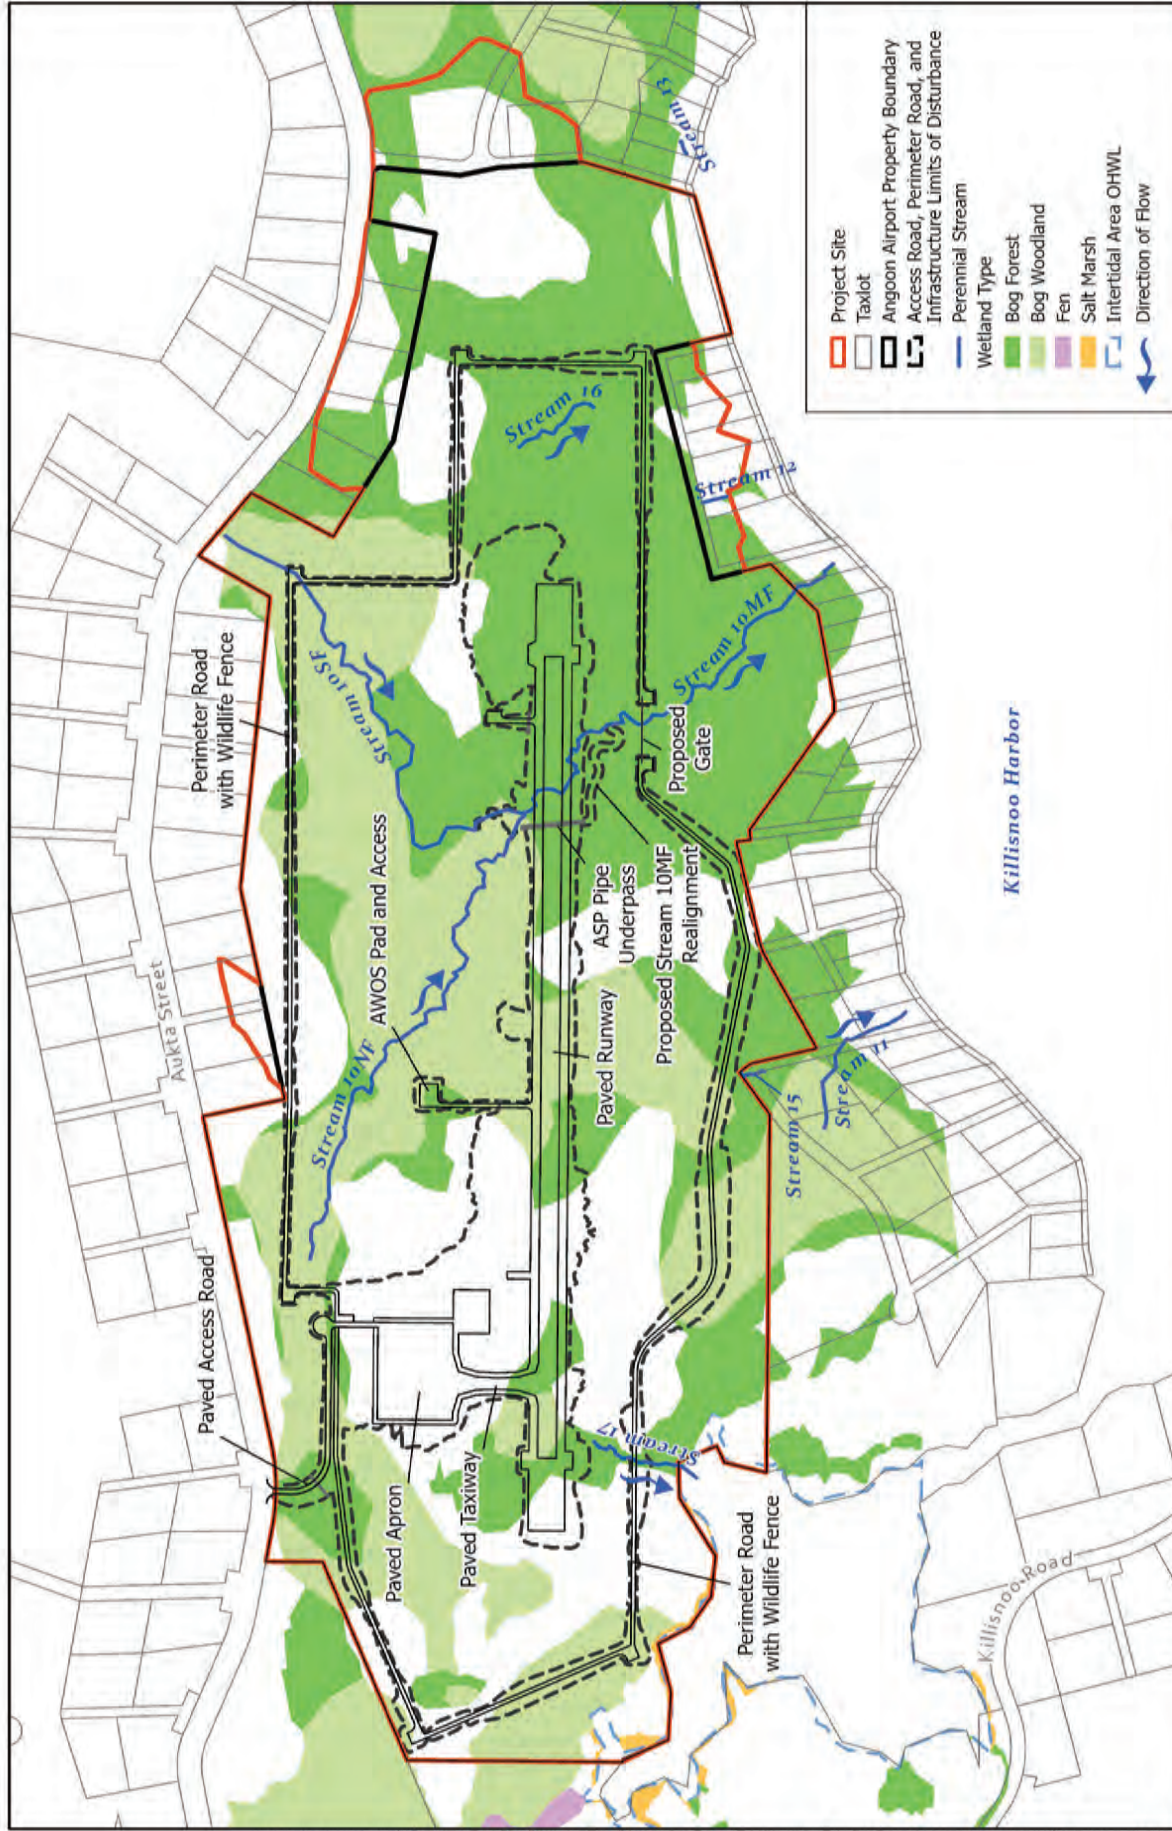 Aukta Street
Paved Access Road
Perimeter Road
with Wildlife Fence
Stream 10NF
Stream 10SF
AWOS Pad and Access
Stream 16
Paved Apron
Paved Taxiway
Paved Runway
ASP Pipe
Underpass
Proposed Stream 10MF
Realignment
Proposed
Gate
Stream 10MF
Stream 12
Stream 13
Stream 17
Stream 15
Stream 11
Perimeter Road
with Wildlife Fence
Killisnoo Road
Killisnoo Harbor
Project Site
Taxlot
Angoon Airport Property Boundary
Access Road, Perimeter Road, and
Infrastructure Limits of Disturbance
Perennial Stream
Wetland Type
Bog Forest
Bog Woodland
Fen
Salt Marsh
Intertidal Area OHWL
Direction of Flow